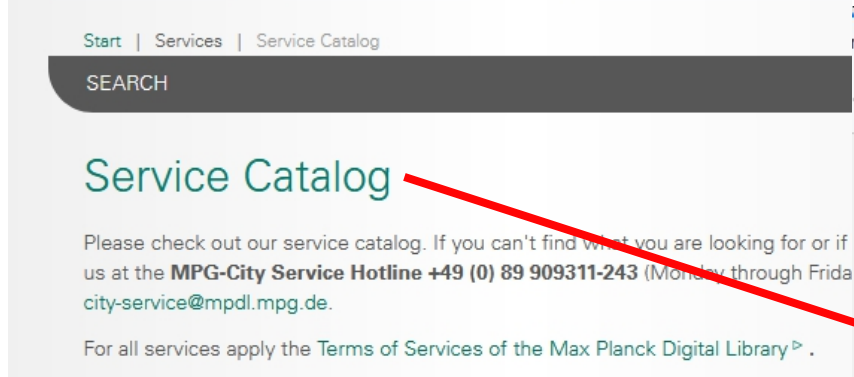 Start | Services | Service Catalog
SEARCH
Service Catalog
Please check out our service catalog. If you can't find what you are looking for or if
us at the MPG-City Service Hotline +49 (0) 89 909311-243 (Monday through Frida
city-service@mpdl.mpg.de.
For all services apply the Terms of Services of the Max Planck Digital Library ▷ .